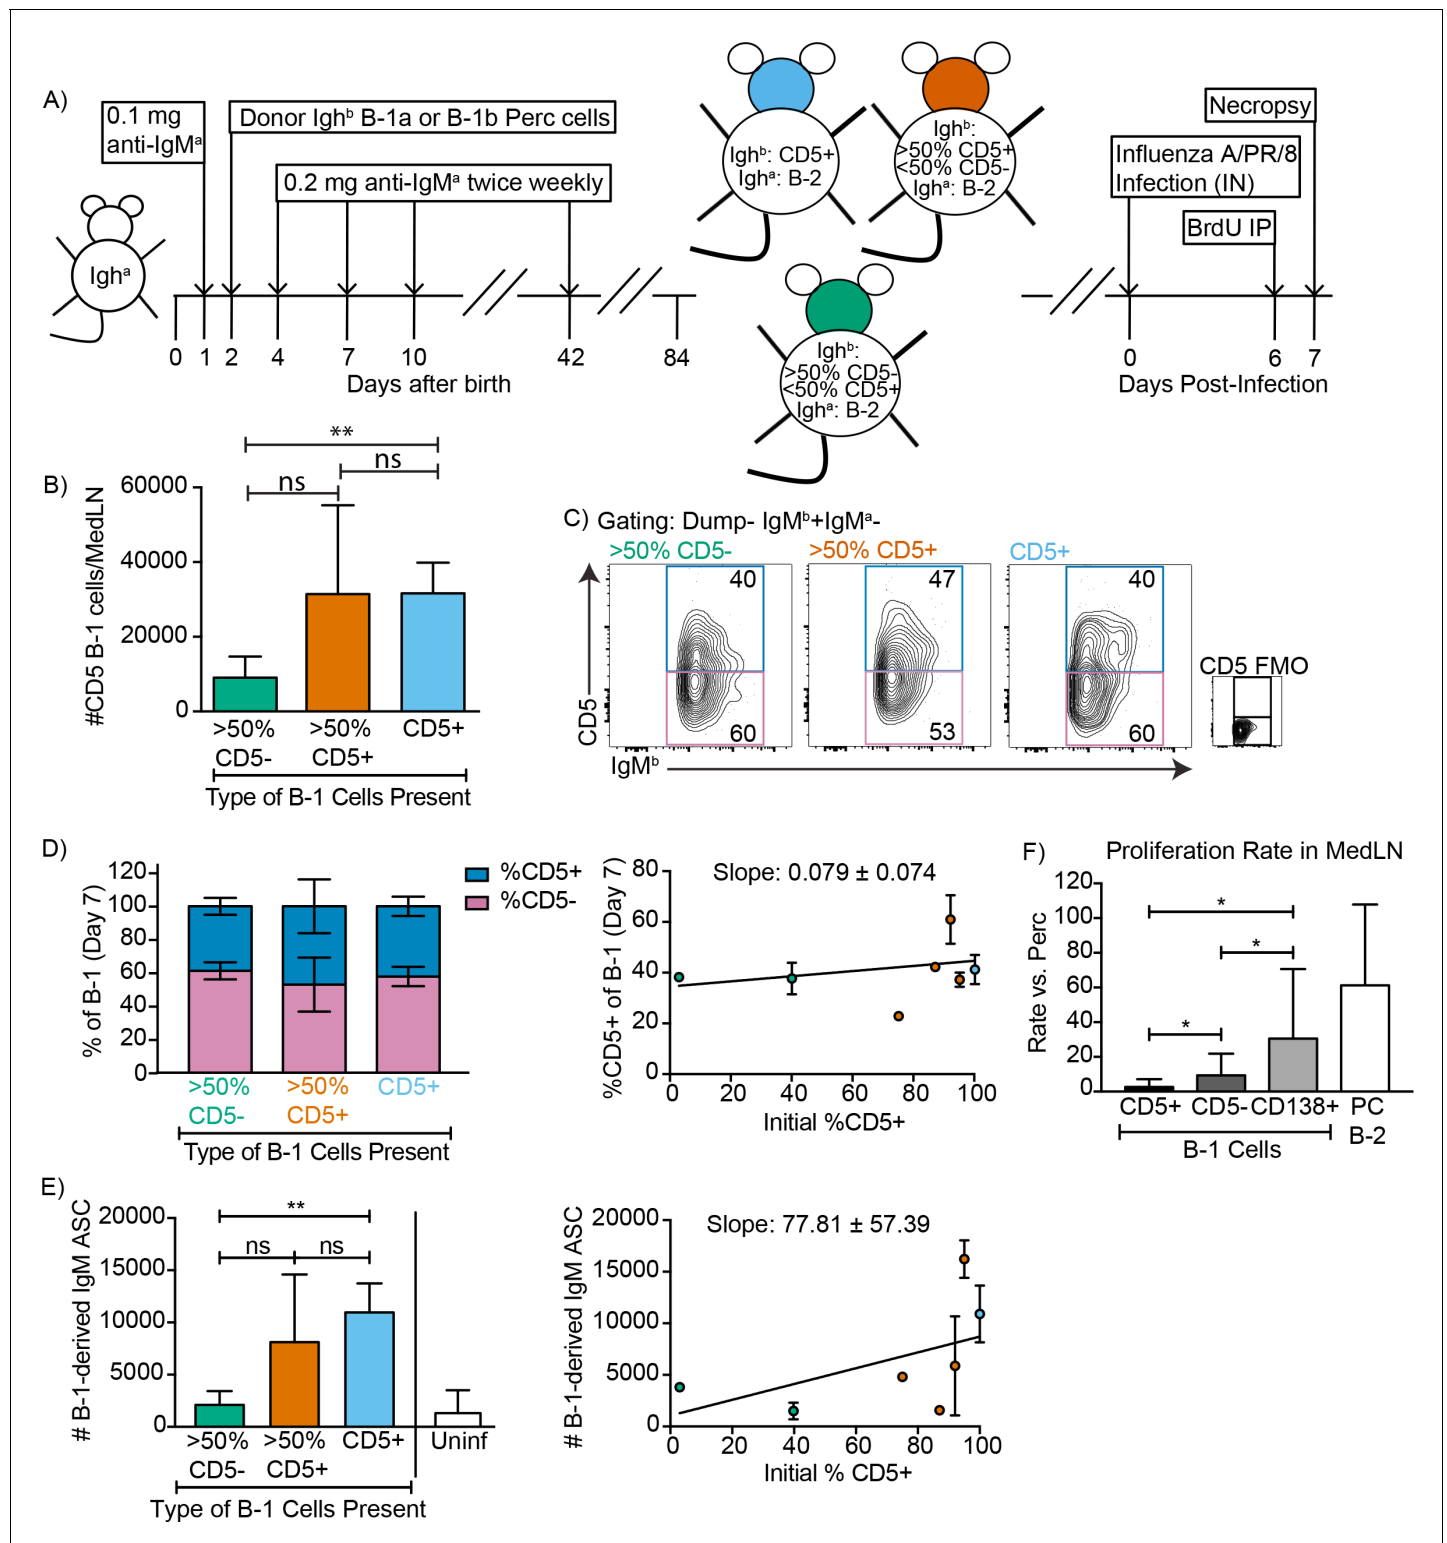 A)
0.1 mg
anti-IgMᵃ
Donor Ighᵇ B-1a or B-1b Perc cells
0.2 mg anti-IgMᵃ twice weekly
Ighᵃ
0 1 2 4 7 10 42 84
Days after birth
Ighᵇ: CD5+
Ighᵃ: B-2
Ighᵇ:
>50% CD5+
<50% CD5-
Ighᵃ: B-2
Ighᵇ:
>50% CD5-
<50% CD5+
Ighᵃ: B-2
Necropsy
Influenza A/PR/8
Infection (IN)
BrdU IP
0 6 7
Days Post-Infection
B)
**
ns
ns
#CD5 B-1 cells/MedLN
60000
40000
20000
0
>50%
CD5-
>50%
CD5+
CD5+
Type of B-1 Cells Present
C)
Gating: Dump- IgMᵇ+IgMᵃ-
>50% CD5-
>50% CD5+
CD5+
40
60
47
53
40
60
CD5
IgMᵇ
CD5 FMO
D)
% of B-1 (Day 7)
120
100
80
60
40
20
0
%CD5+
%CD5-
>50%
CD5-
>50%
CD5+
CD5+
Type of B-1 Cells Present
%CD5+ of B-1 (Day 7)
80
60
40
20
0
Slope: 0.079 ± 0.074
0 20 40 60 80 100
Initial %CD5+
F)
Proliferation Rate in MedLN
Rate vs. Perc
120
100
80
60
40
20
0
*
*
*
CD5+ CD5- CD138+ PC
B-1 Cells
B-2
E)
# B-1-derived IgM ASC
20000
15000
10000
5000
0
**
ns
ns
>50%
CD5-
>50%
CD5+
CD5+
Uninf
Type of B-1 Cells Present
# B-1-derived IgM ASC
20000
15000
10000
5000
0
Slope: 77.81 ± 57.39
0 20 40 60 80 100
Initial % CD5+